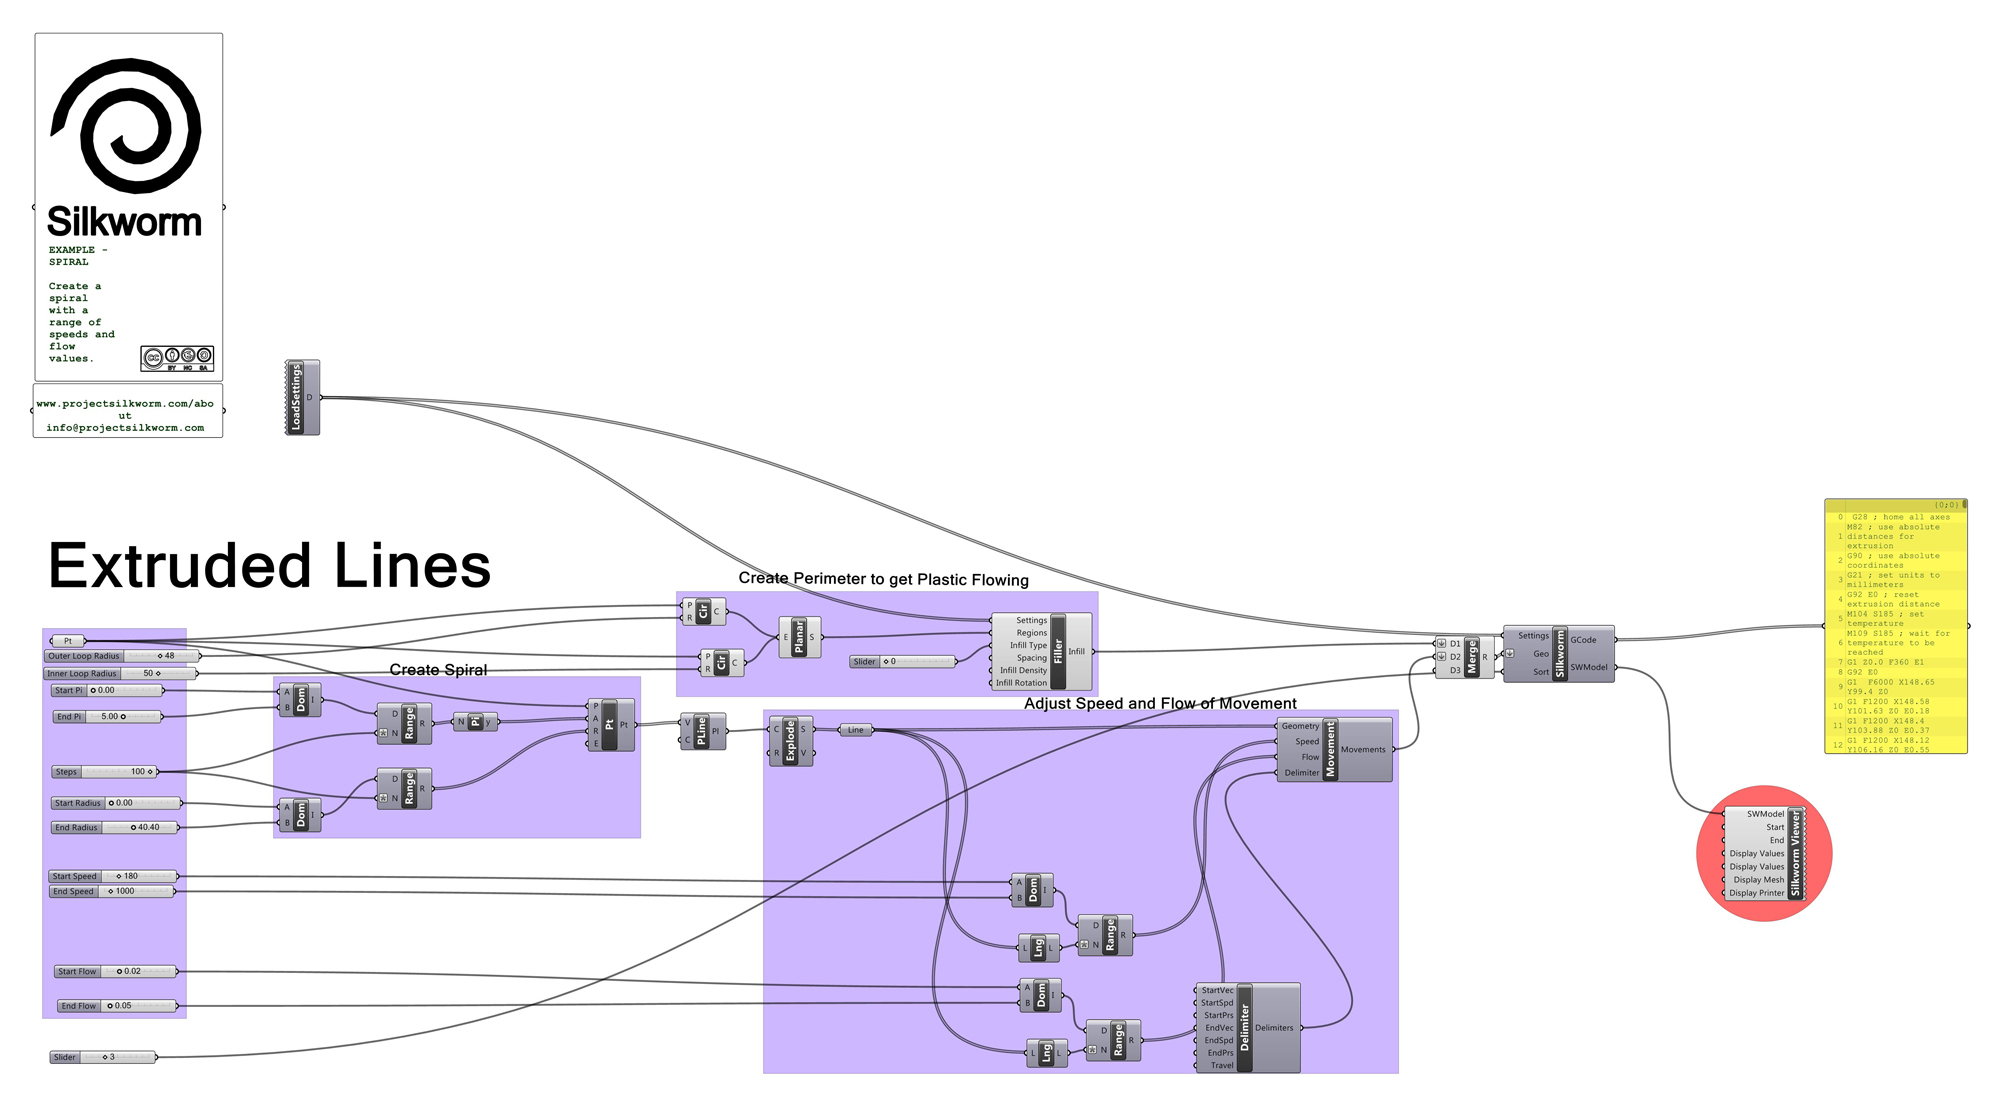 Silkworm
EXAMPLE -
SPIRAL
Create a
spiral
with a
range of
speeds and
flow
values.
cc
BY NC SA
www.projectsilkworm.com/abo
ut
info@projectsilkworm.com
LoadSettings
D
Extruded Lines
Pt
Outer Loop Radius 48
Inner Loop Radius 50
Start Pi 0.00
End Pi 5.00
Steps 100
Start Radius 0.00
End Radius 40.40
Start Speed 180
End Speed 1000
Start Flow 0.02
End Flow 0.05
Slider 3
Create Spiral
A
B
Dom
I
D
N
Range
R
N
Pi
y
A
B
Dom
I
D
N
Range
R
P
A
R
E
Pt
Pt
V
C
PLine
Pl
Create Perimeter to get Plastic Flowing
P
R
Cir
C
P
R
Cir
C
E
Planar
S
Slider 0
Settings
Regions
Infill Type
Spacing
Infill Density
Infill Rotation
Filler
Infill
Adjust Speed and Flow of Movement
C
R
Explode
S
V
Line
Geometry
Speed
Flow
Delimiter
Movement
Movements
A
B
Dom
I
L
Lng
L
D
N
Range
R
A
B
Dom
I
L
Lng
L
D
N
Range
R
StartVec
StartSpd
StartPrs
EndVec
EndSpd
EndPrs
Travel
Delimiter
Delimiters
D1
D2
D3
Merge
R
Settings
Geo
Sort
Silkworm
GCode
SWModel
{0;0}
0 G28 ; home all axes
1 M82 ; use absolute
distances for
extrusion
2 G90 ; use absolute
coordinates
3 G21 ; set units to
millimeters
4 G92 E0 ; reset
extrusion distance
5 M104 S185 ; set
temperature
6 M109 S185 ; wait for
temperature to be
reached
7 G1 Z0.0 F360 E1
8 G92 E0
9 G1 F6000 X148.65
Y99.4 Z0
10 G1 F1200 X148.58
Y101.63 Z0 E0.18
11 G1 F1200 X148.4
Y103.88 Z0 E0.37
12 G1 F1200 X148.12
Y106.16 Z0 E0.55
SWModel
Start
End
Display Values
Display Values
Display Mesh
Display Printer
Silkworm Viewer